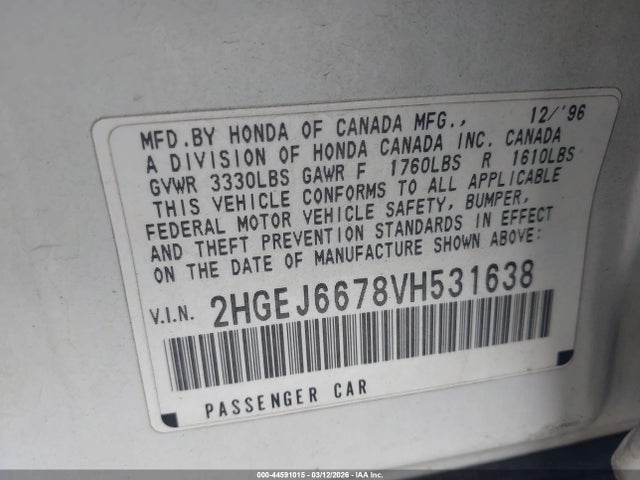 MFD.BY HONDA OF CANADA MFG., 12/'96
A DIVISION OF HONDA CANADA INC. CANADA
GVWR 3330LBS GAWR F 1760LBS R 1610LBS
THIS VEHICLE CONFORMS TO ALL APPLICABLE
FEDERAL MOTOR VEHICLE SAFETY, BUMPER,
AND THEFT PREVENTION STANDARDS IN EFFECT
ON THE DATE OF MANUFACTURE SHOWN ABOVE:
V.I.N. 2HGEJ6678VH531638
PASSENGER CAR
000-44591015 - 03/12/2026 - IAA Inc.